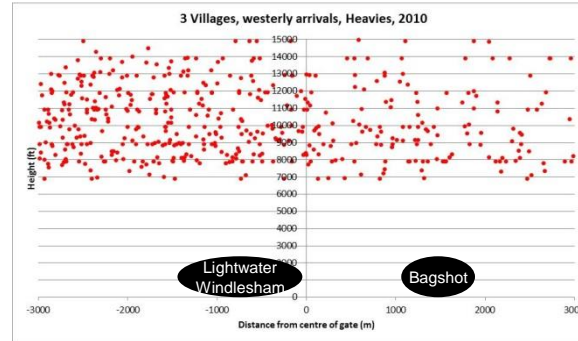 3 Villages, westerly arrivals, Heavies, 2010
15000
14000
13000
12000
11000
10000
9000
8000
7000
6000
5000
4000
3000
2000
1000
0
Height (ft)
Lightwater
Windlesham
Bagshot
-3000 -2000 -1000 0 1000 2000 300
Distance from centre of gate (m)